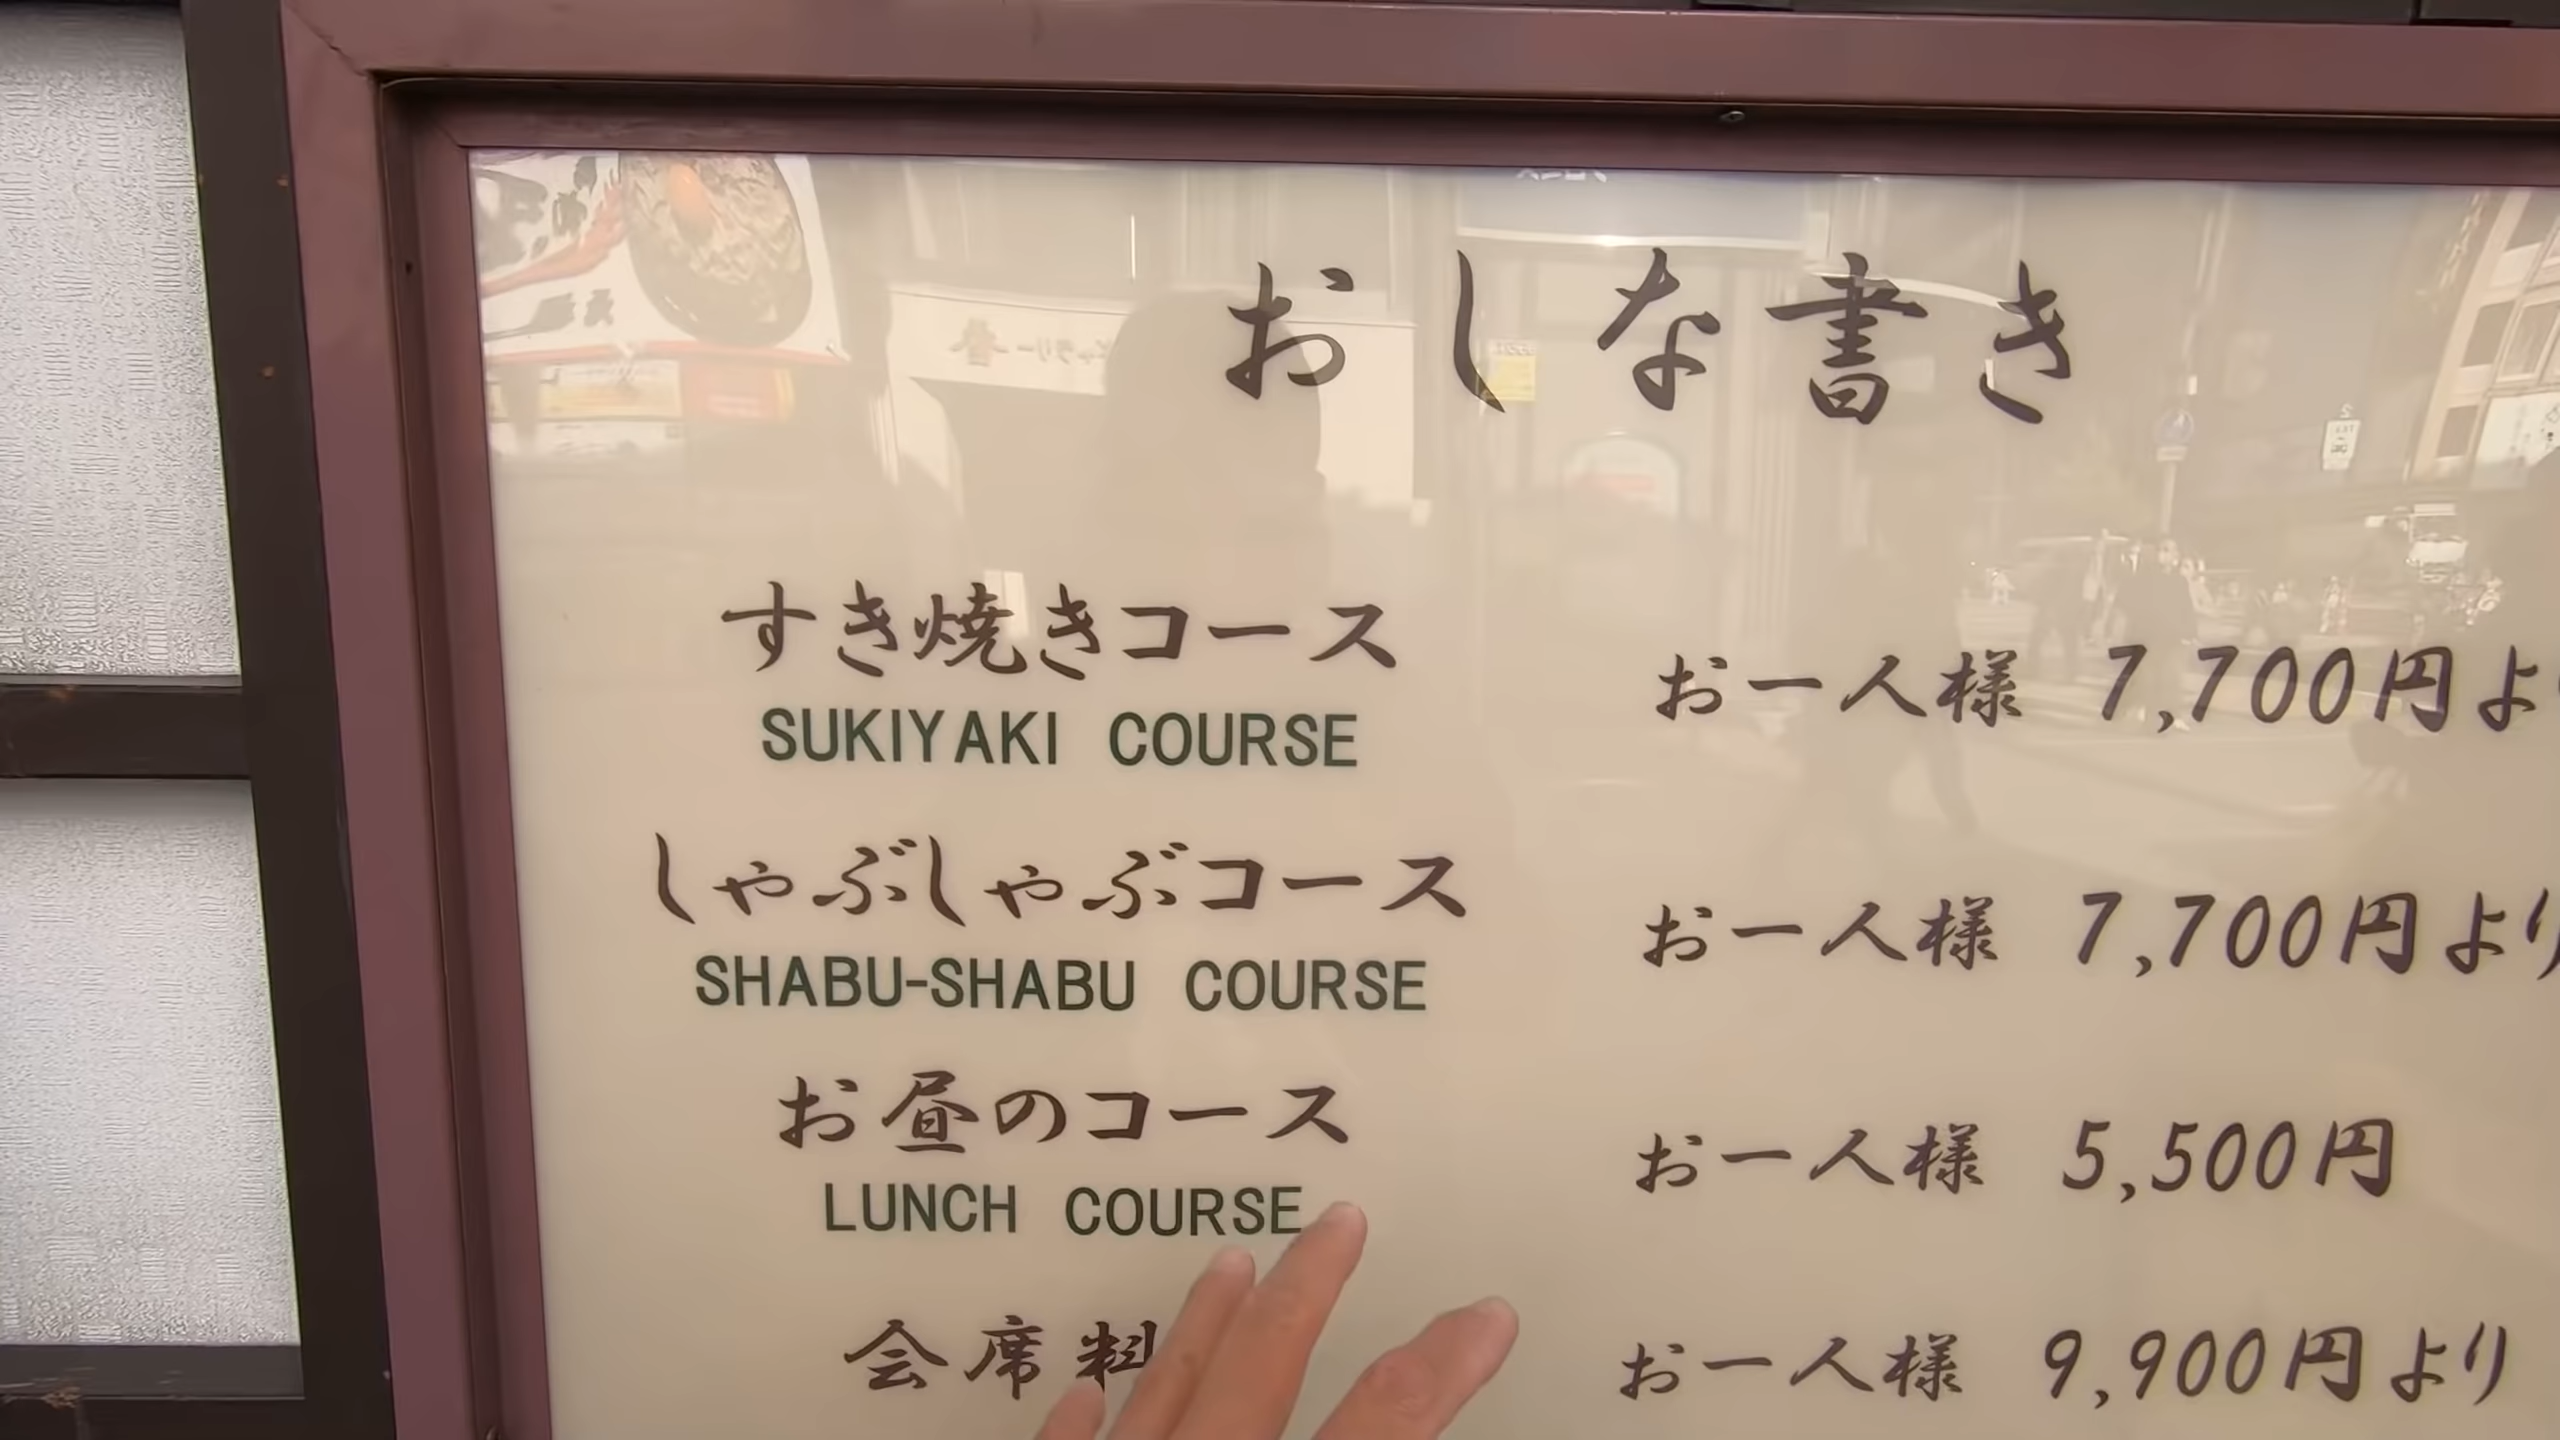 おしな書き
すき焼きコース お一人様 7,700円よ
SUKIYAKI COURSE
しゃぶしゃぶコース お一人様 7,700円より
SHABU-SHABU COURSE
お昼のコース お一人様 5,500円
LUNCH COURSE
会席料 お一人様 9,900円より